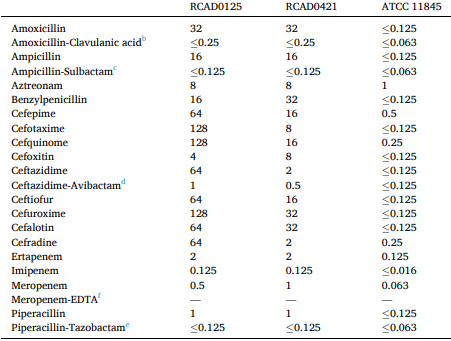 RCAD0125 RCAD0421 ATCC 11845
Amoxicillin 32 32 ≤0.125
Amoxicillin-Clavulanic acidᵇ ≤0.25 ≤0.25 ≤0.063
Ampicillin 16 16 ≤0.125
Ampicillin-Sulbactamᶜ ≤0.125 ≤0.125 ≤0.063
Aztreonam 8 8 1
Benzylpenicillin 16 32 ≤0.125
Cefepime 64 16 0.5
Cefotaxime 128 8 ≤0.125
Cefquinome 128 16 0.25
Cefoxitin 4 8 ≤0.125
Ceftazidime 64 2 ≤0.125
Ceftazidime-Avibactamᵈ 1 0.5 ≤0.125
Ceftiofur 64 16 ≤0.125
Cefuroxime 128 32 ≤0.125
Cefalotin 64 32 ≤0.125
Cefradine 64 2 0.25
Ertapenem 2 2 0.125
Imipenem 0.125 0.125 ≤0.016
Meropenem 0.5 1 0.063
Meropenem-EDTAᶠ — — —
Piperacillin 1 1 ≤0.125
Piperacillin-Tazobactamᵉ ≤0.125 ≤0.125 ≤0.063